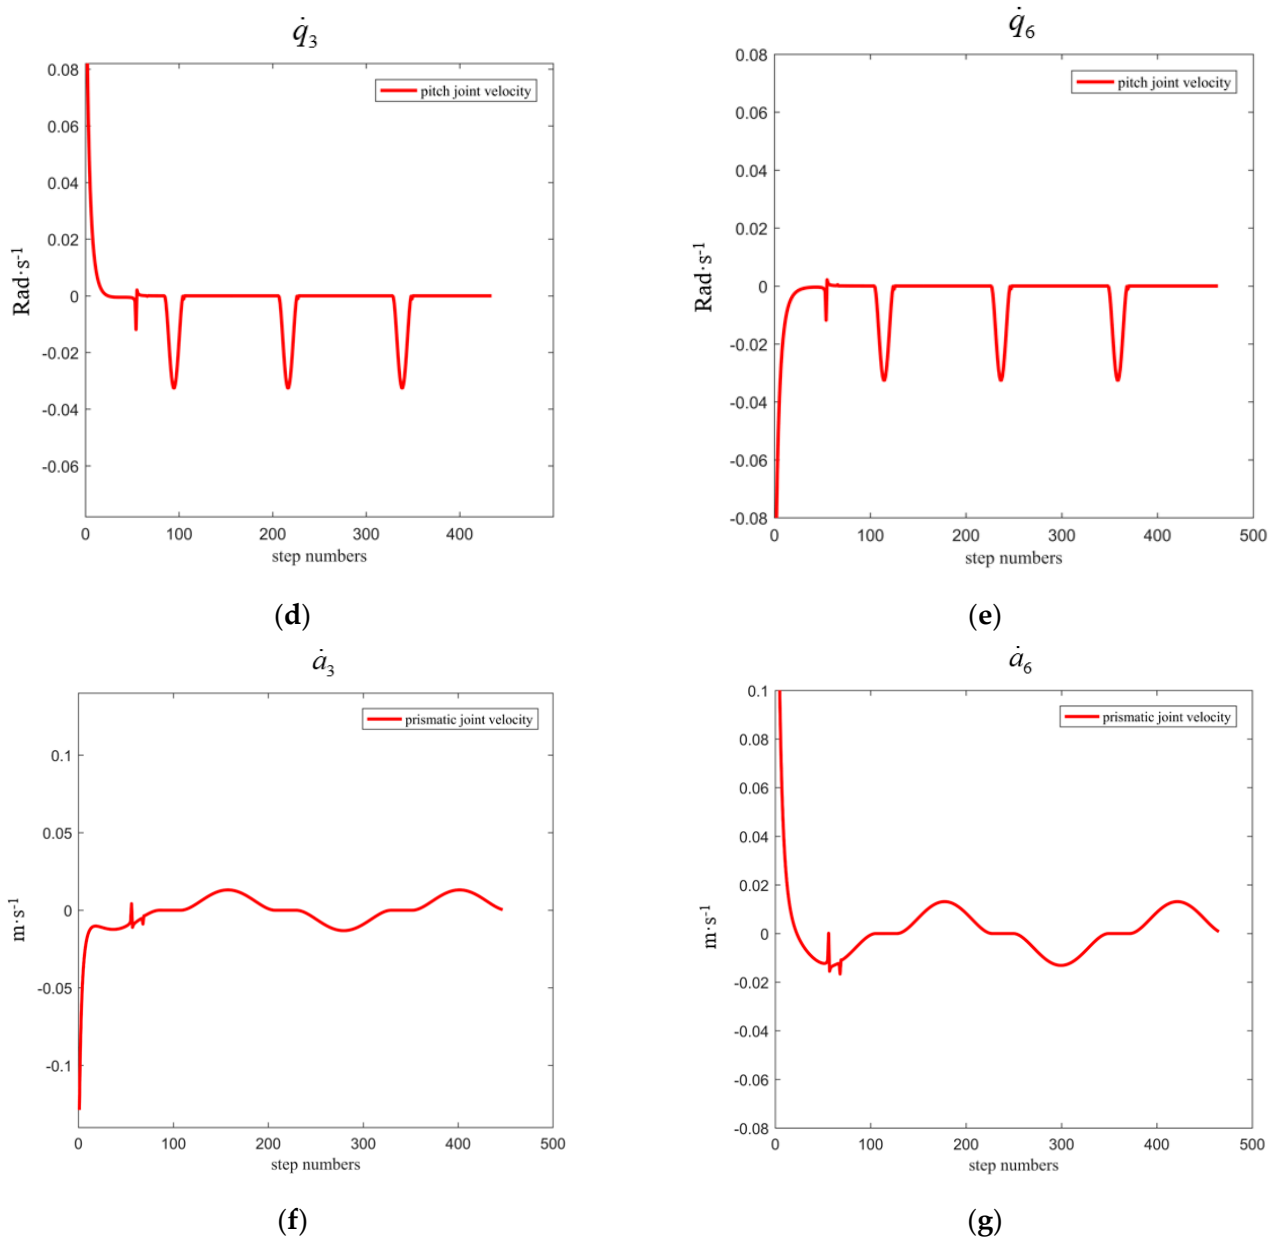 q̇₃
0.08
0.06
0.04
0.02
0
-0.02
-0.04
-0.06
Rad·s⁻¹
pitch joint velocity
0 100 200 300 400
step numbers
(d)
q̇₆
0.08
0.06
0.04
0.02
0
-0.02
-0.04
-0.06
-0.08
Rad·s⁻¹
pitch joint velocity
0 100 200 300 400 500
step numbers
(e)
ȧ₃
0.1
0.05
0
-0.05
-0.1
m·s⁻¹
prismatic joint velocity
0 100 200 300 400 500
step numbers
(f)
ȧ₆
0.1
0.08
0.06
0.04
0.02
0
-0.02
-0.04
-0.06
-0.08
m·s⁻¹
prismatic joint velocity
0 100 200 300 400 500
step numbers
(g)